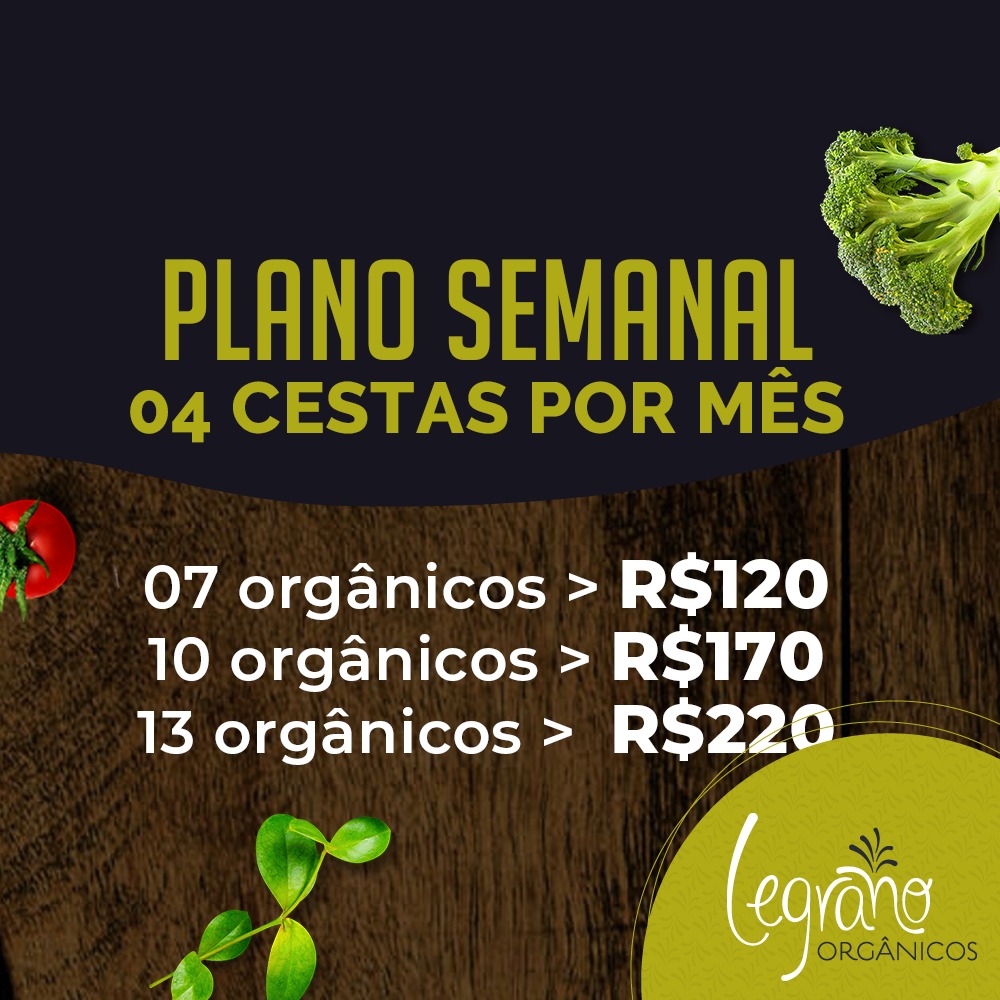 PLANO SEMANAL
04 CESTAS POR MÊS
07 orgânicos > R$120
10 orgânicos > R$170
13 orgânicos > R$220
Legrano
ORGÂNICOS